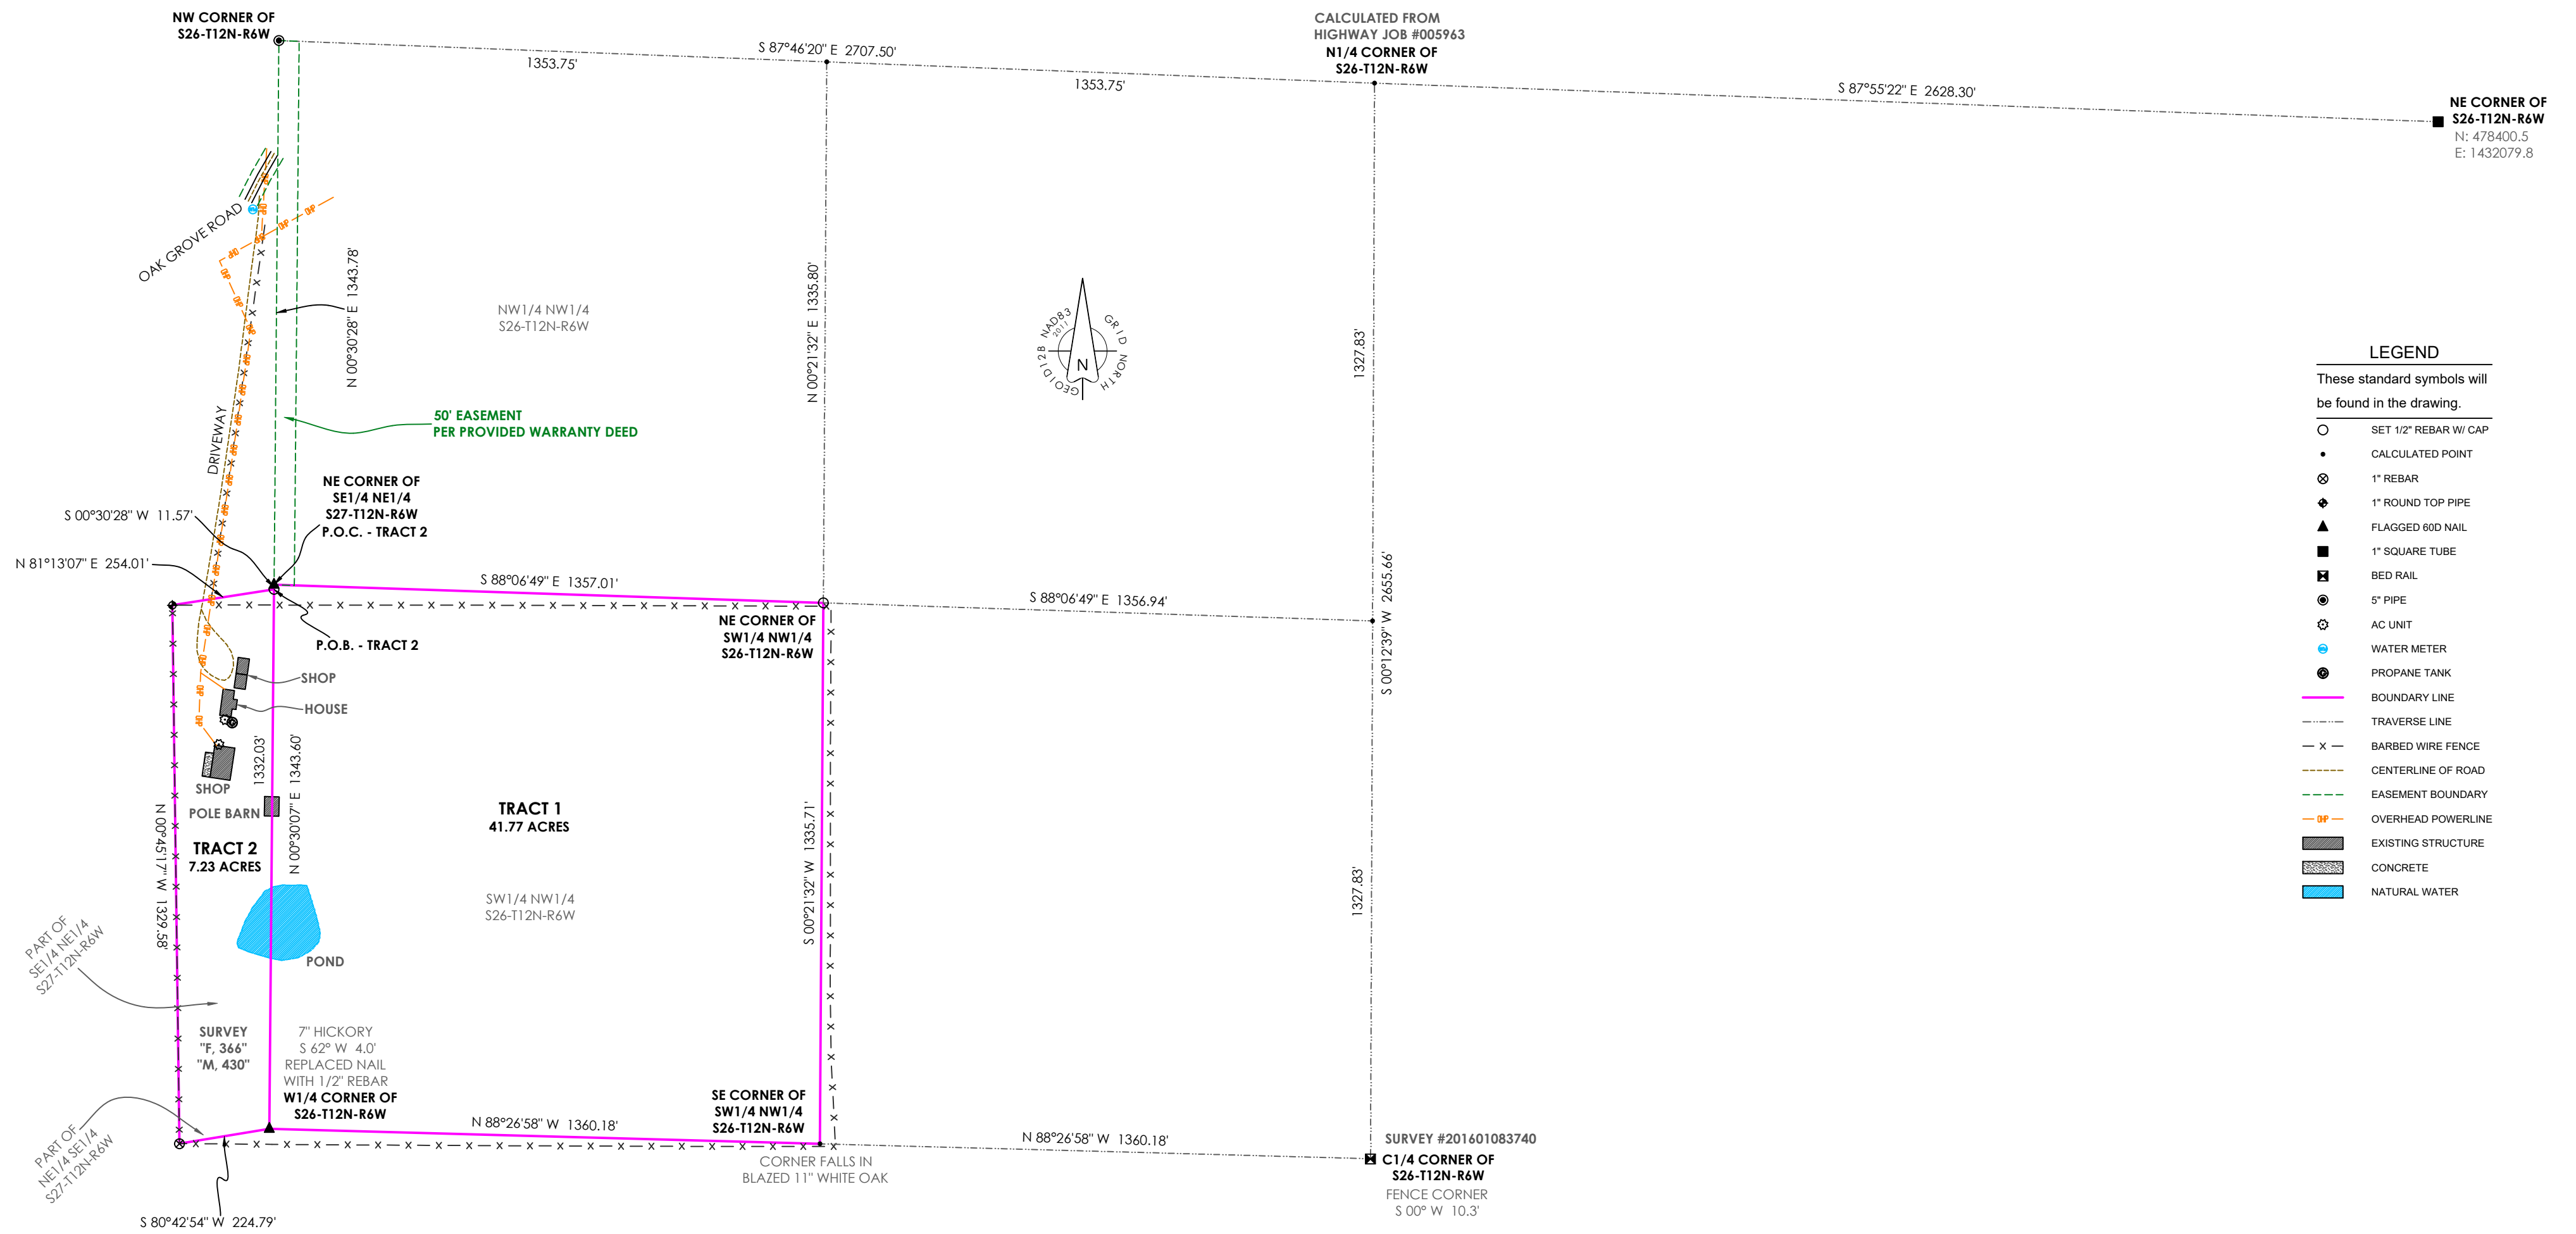 NW CORNER OF
S26-T12N-R6W
S 87°46'20" E 2707.50'
1353.75'
1353.75'
CALCULATED FROM
HIGHWAY JOB #005963
N1/4 CORNER OF
S26-T12N-R6W
S 87°55'22" E 2628.30'
NE CORNER OF
S26-T12N-R6W
N: 478400.5
E: 1432079.8
OAK GROVE ROAD
N 00°30'28" E 1343.78'
NW1/4 NW1/4
S26-T12N-R6W
N 00°21'32" E 1335.80'
GEOID12B NAD83
2011
GRID NORTH
N
1327.83'
DRIVEWAY
50' EASEMENT
PER PROVIDED WARRANTY DEED
NE CORNER OF
SE1/4 NE1/4
S27-T12N-R6W
P.O.C. - TRACT 2
S 00°30'28" W 11.57'
N 81°13'07" E 254.01'
S 88°06'49" E 1357.01'
S 88°06'49" E 1356.94'
S 00°12'39" W 2655.66'
P.O.B. - TRACT 2
NE CORNER OF
SW1/4 NW1/4
S26-T12N-R6W
SHOP
HOUSE
SHOP
POLE BARN
1332.03'
N 00°30'07" E 1343.60'
N 00°45'17" W 1329.58'
TRACT 1
41.77 ACRES
TRACT 2
7.23 ACRES
SW1/4 NW1/4
S26-T12N-R6W
S 00°21'32" W 1335.71'
1327.83'
POND
PART OF
SE1/4 NE1/4
S27-T12N-R6W
SURVEY
"F, 366"
"M, 430"
7" HICKORY
S 62° W 4.0'
REPLACED NAIL
WITH 1/2" REBAR
W1/4 CORNER OF
S26-T12N-R6W
SE CORNER OF
SW1/4 NW1/4
S26-T12N-R6W
N 88°26'58" W 1360.18'
N 88°26'58" W 1360.18'
PART OF
NE1/4 SE1/4
S27-T12N-R6W
CORNER FALLS IN
BLAZED 11" WHITE OAK
SURVEY #201601083740
C1/4 CORNER OF
S26-T12N-R6W
FENCE CORNER
S 00° W 10.3'
S 80°42'54" W 224.79'
LEGEND
These standard symbols will
be found in the drawing.
SET 1/2" REBAR W/ CAP
CALCULATED POINT
1" REBAR
1" ROUND TOP PIPE
FLAGGED 60D NAIL
1" SQUARE TUBE
BED RAIL
5" PIPE
AC UNIT
WATER METER
PROPANE TANK
BOUNDARY LINE
TRAVERSE LINE
BARBED WIRE FENCE
CENTERLINE OF ROAD
EASEMENT BOUNDARY
OHP OVERHEAD POWERLINE
EXISTING STRUCTURE
CONCRETE
NATURAL WATER